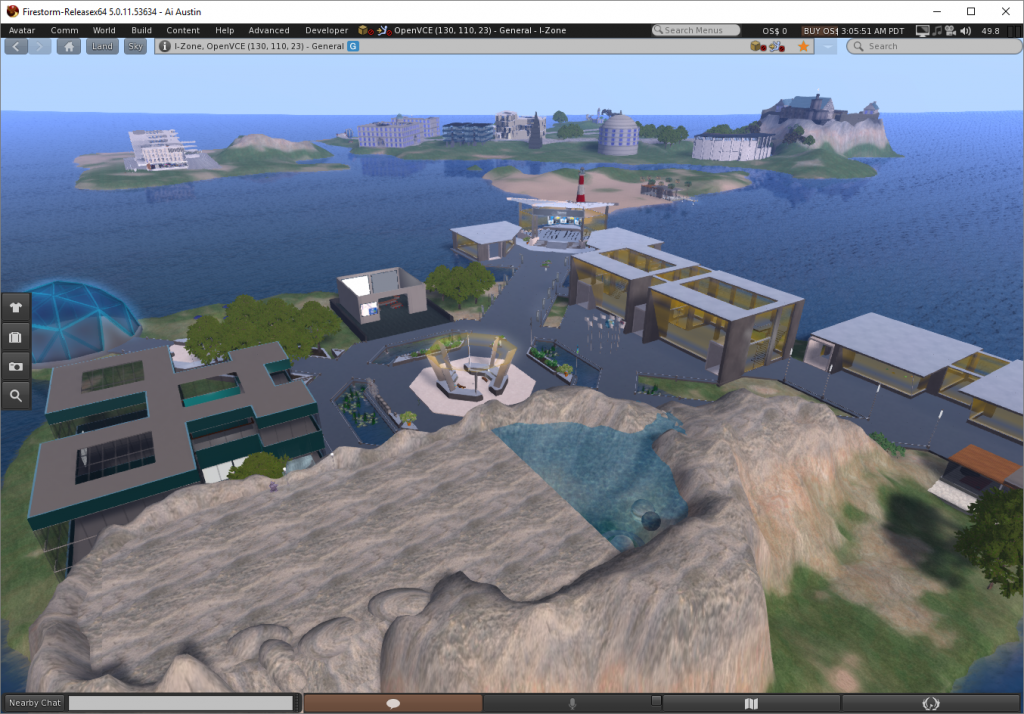 Firestorm-Releasex64 5.0.11.53634 - Ai Austin
Avatar Comm World Build Content Help Advanced Developer OpenVCE (130, 110, 23) - General - I-Zone Search Menus OS$ 0 BUY OS$ 3:05:51 AM PDT 49.8
Land Sky I-Zone, OpenVCE (130, 110, 23) - General G Search
Nearby Chat